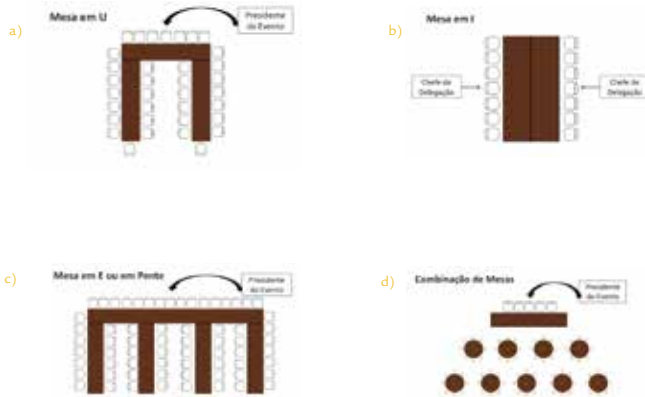 a)
Mesa em U
Presidente
do Evento
b)
Mesa em I
Chefe da
Delegação
Chefe da
Delegação
c)
Mesa em E ou em Pente
Presidente
do Evento
d)
Combinação de Mesas
Presidente
do Evento